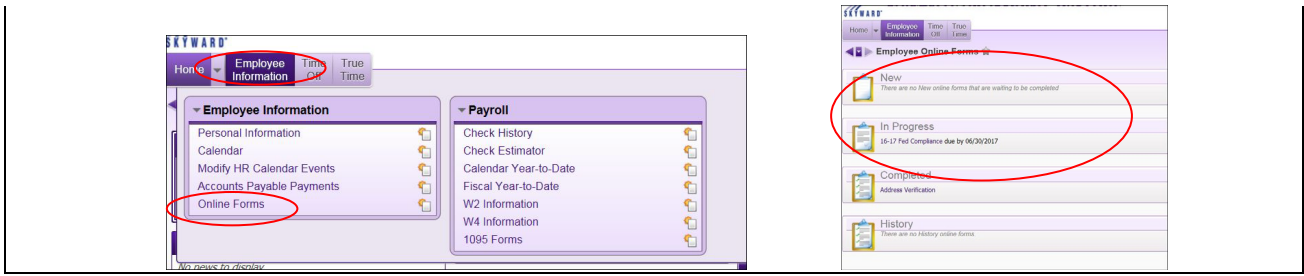 SKYWARD
Home Employee Information Time Off True Time
Employee Information
Personal Information
Calendar
Modify HR Calendar Events
Accounts Payable Payments
Online Forms
Payroll
Check History
Check Estimator
Calendar Year-to-Date
Fiscal Year-to-Date
W2 Information
W4 Information
1095 Forms
No news to display
SKYWARD
Home Employee Information Time Off True Time
Employee Online Forms
New
There are no New online forms that are waiting to be completed
In Progress
16-17 Fed Compliance due by 06/30/2017
Completed
Address Verification
History
There are no History online forms